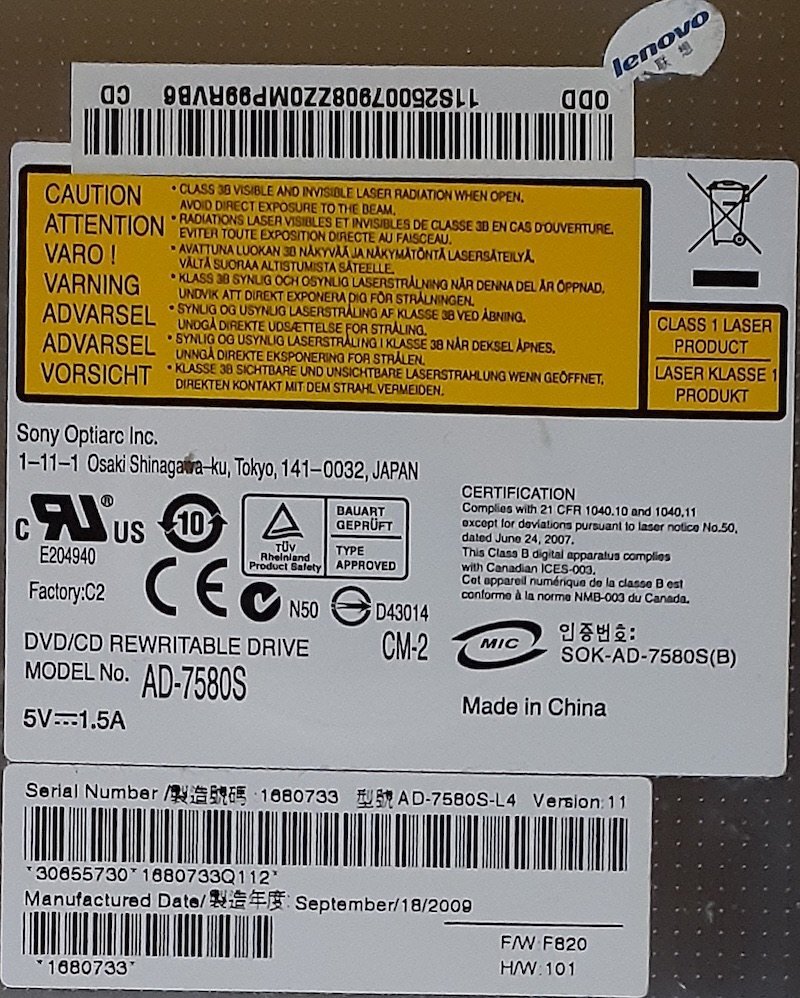 lenovo
联想
ODD 11S25007908ZZ0MP99RVB6 CD
CAUTION
• CLASS 3B VISIBLE AND INVISIBLE LASER RADIATION WHEN OPEN.
AVOID DIRECT EXPOSURE TO THE BEAM.
ATTENTION
• RADIATIONS LASER VISIBLES ET INVISIBLES DE CLASSE 3B EN CAS D'OUVERTURE.
EVITER TOUTE EXPOSITION DIRECTE AU FAISCEAU.
VARO !
• AVATTUNA LUOKAN 3B NÄKYVÄÄ JA NÄKYMÄTÖNTÄ LASERSÄTEILYÄ.
VÄLTÄ SUORAA ALTISTUMISTA SÄTEELLE.
VARNING
• KLASS 3B SYNLIG OCH OSYNLIG LASERSTRÅLNING NÄR DENNA DEL ÄR ÖPPNAD.
UNDVIK ATT DIREKT EXPONERA DIG FÖR STRÅLNINGEN.
ADVARSEL
• SYNLIG OG USYNLIG LASERSTRÅLING AF KLASSE 3B VED ÅBNING.
UNDGÅ DIREKTE UDSÆTTELSE FOR STRÅLING.
ADVARSEL
• SYNLIG OG USYNLIG LASERSTRÅLING I KLASSE 3B NÅR DEKSEL ÅPNES.
UNNGÅ DIREKTE EKSPONERING FOR STRÅLEN.
VORSICHT
• KLASSE 3B SICHTBARE UND UNSICHTBARE LASERSTRAHLUNG WENN GEÖFFNET.
DIREKTEN KONTAKT MIT DEM STRAHL VERMEIDEN.
CLASS 1 LASER
PRODUCT
LASER KLASSE 1
PRODUKT
Sony Optiarc Inc.
1-11-1 Osaki Shinagawa-ku, Tokyo, 141-0032, JAPAN
C RU ® US
E204940
10
TÜV
Rheinland
Product Safety
BAUART
GEPRÜFT
TYPE
APPROVED
Factory:C2
CE
N50
D43014
DVD/CD REWRITABLE DRIVE
CM-2
MODEL No. AD-7580S
5V⎓1.5A
CERTIFICATION
Complies with 21 CFR 1040.10 and 1040.11
except for deviations pursuant to laser notice No.50,
dated June 24, 2007.
This Class B digital apparatus complies
with Canadian ICES-003.
Cet appareil numérique de la classe B est
conforme à la norme NMB-003 du Canada.
MIC
인증번호:
SOK-AD-7580S(B)
Made in China
Serial Number /製造號碼 :1680733 型號 AD-7580S-L4 Version:11
*30655730*1680733Q112*
Manufactured Date/ 製造年度: September/18/2009
*1680733*
F/W:F820
H/W:101